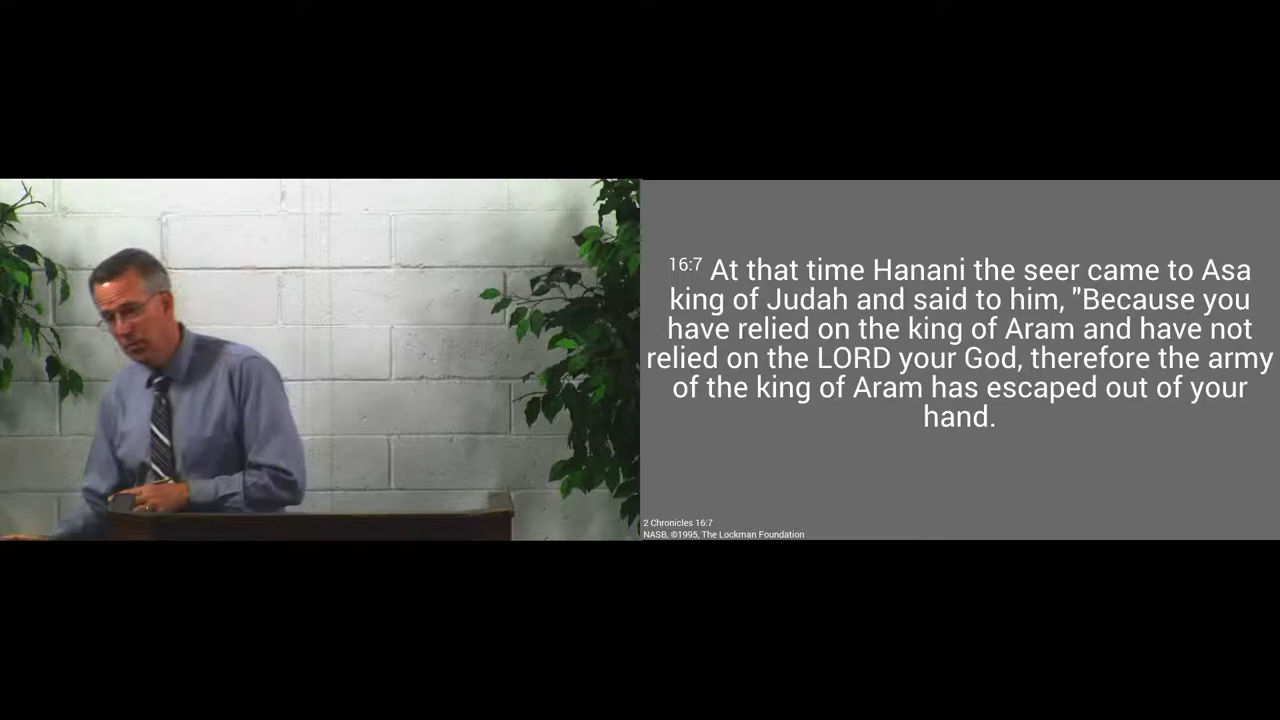 16:7 At that time Hanani the seer came to Asa
king of Judah and said to him, "Because you
have relied on the king of Aram and have not
relied on the LORD your God, therefore the army
of the king of Aram has escaped out of your
hand.
2 Chronicles 16:7
NASB, ©1995, The Lockman Foundation